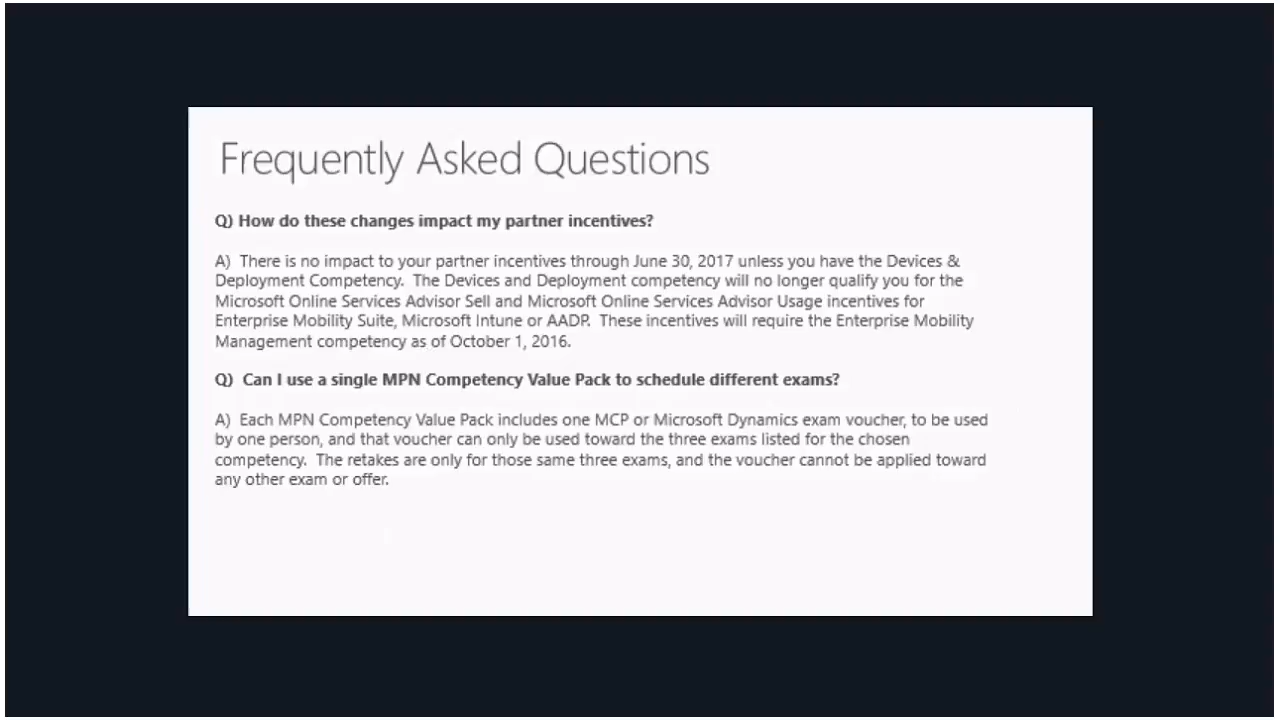 Frequently Asked Questions
Q) How do these changes impact my partner incentives?
A)  There is no impact to your partner incentives through June 30, 2017 unless you have the Devices &
Deployment Competency.  The Devices and Deployment competency will no longer qualify you for the
Microsoft Online Services Advisor Sell and Microsoft Online Services Advisor Usage incentives for
Enterprise Mobility Suite, Microsoft Intune or AADP.  These incentives will require the Enterprise Mobility
Management competency as of October 1, 2016.
Q)  Can I use a single MPN Competency Value Pack to schedule different exams?
A)  Each MPN Competency Value Pack includes one MCP or Microsoft Dynamics exam voucher, to be used
by one person, and that voucher can only be used toward the three exams listed for the chosen
competency.  The retakes are only for those same three exams, and the voucher cannot be applied toward
any other exam or offer.